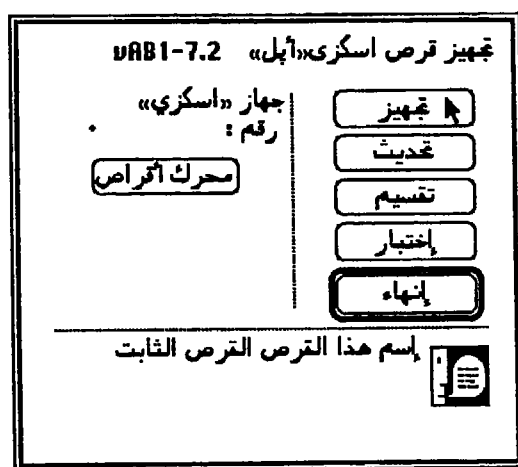 تجهيز قرص اسكزى«أبل» vAB1-7.2
تجهيز
تحديث
تقسيم
إختبار
إنهاء
جهاز «اسكزي»
رقم :
محرك أقراص
إسم هذا القرص القرص الثابت